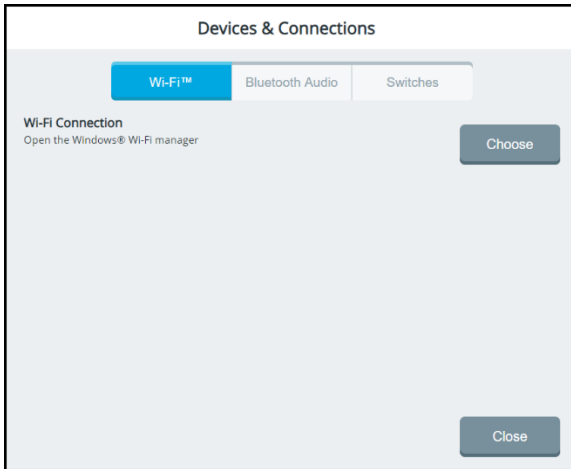 Devices & Connections
Wi-Fi™
Bluetooth Audio
Switches
Wi-Fi Connection
Open the Windows® Wi-Fi manager
Choose
Close